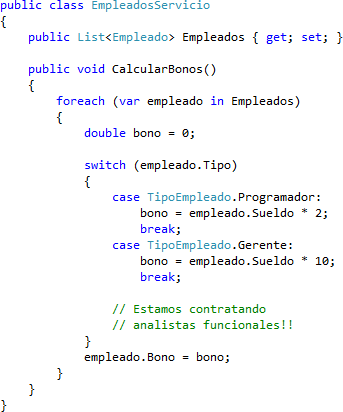 public class EmpleadosServicio
{
    public List<Empleado> Empleados { get; set; }

    public void CalcularBonos()
    {
        foreach (var empleado in Empleados)
        {
            double bono = 0;

            switch (empleado.Tipo)
            {
                case TipoEmpleado.Programador:
                    bono = empleado.Sueldo * 2;
                    break;
                case TipoEmpleado.Gerente:
                    bono = empleado.Sueldo * 10;
                    break;

                // Estamos contratando
                // analistas funcionales!!
            }
            empleado.Bono = bono;
        }
    }
}